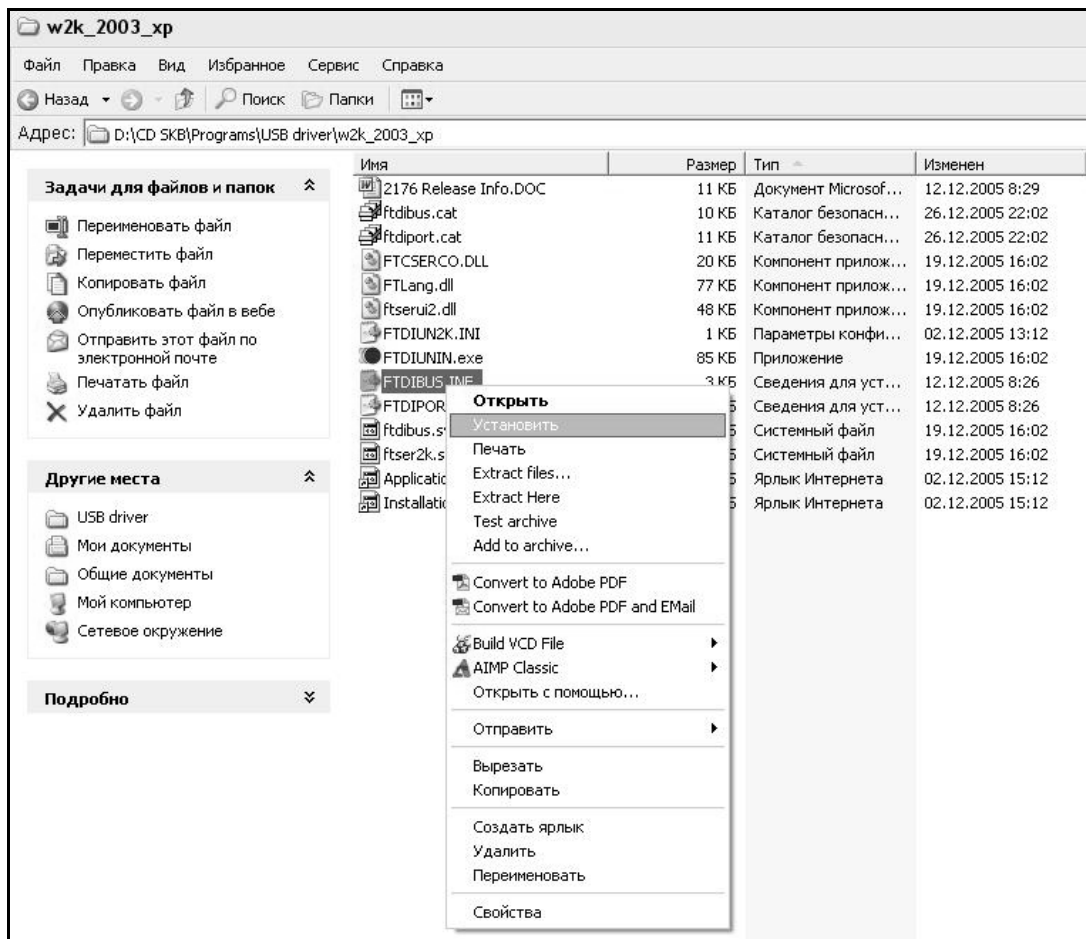 w2k_2003_xp
Файл Правка Вид Избранное Сервис Справка
Назад Поиск Папки
Адрес: D:\CD SKB\Programs\USB driver\w2k_2003_xp
Задачи для файлов и папок
Переименовать файл
Переместить файл
Копировать файл
Опубликовать файл в вебе
Отправить этот файл по
электронной почте
Печатать файл
Удалить файл
Другие места
USB driver
Мои документы
Общие документы
Мой компьютер
Сетевое окружение
Подробно
Имя Размер Тип Изменен
2176 Release Info.DOC 11 КБ Документ Microsof... 12.12.2005 8:29
ftdibus.cat 10 КБ Каталог безопасн... 26.12.2005 22:02
ftdiport.cat 11 КБ Каталог безопасн... 26.12.2005 22:02
FTCSERCO.DLL 20 КБ Компонент прилож... 19.12.2005 16:02
FTLang.dll 77 КБ Компонент прилож... 19.12.2005 16:02
ftserui2.dll 48 КБ Компонент прилож... 19.12.2005 16:02
FTDIUN2K.INI 1 КБ Параметры конфи... 02.12.2005 13:12
FTDIUNIN.exe 85 КБ Приложение 19.12.2005 16:02
FTDIBUS.INF 3 КБ Сведения для уст... 12.12.2005 8:26
FTDIPOR Б Сведения для уст... 12.12.2005 8:26
ftdibus.s Б Системный файл 19.12.2005 16:02
ftser2k.s Б Системный файл 19.12.2005 16:02
Applicatio Б Ярлык Интернета 02.12.2005 15:12
Installatio Б Ярлык Интернета 02.12.2005 15:12
Открыть
Установить
Печать
Extract files...
Extract Here
Test archive
Add to archive...
Convert to Adobe PDF
Convert to Adobe PDF and EMail
Build VCD File
AIMP Classic
Открыть с помощью...
Отправить
Вырезать
Копировать
Создать ярлык
Удалить
Переименовать
Свойства